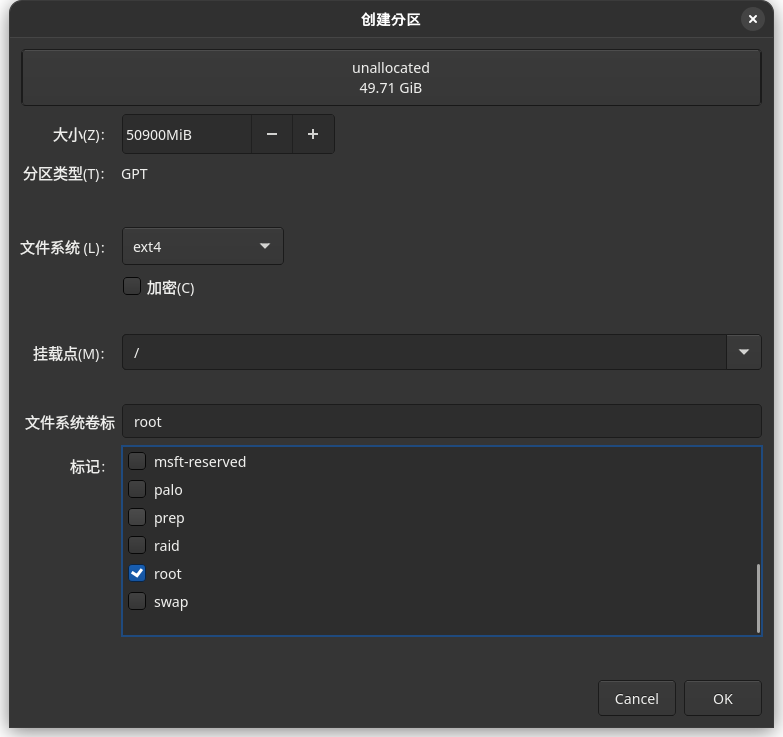 创建分区
unallocated
49.71 GiB
大小(Z): 50900MiB
分区类型(T): GPT
文件系统 (L): ext4
加密(C)
挂载点(M): /
文件系统卷标 root
标记: msft-reserved
palo
prep
raid
root
swap
Cancel OK